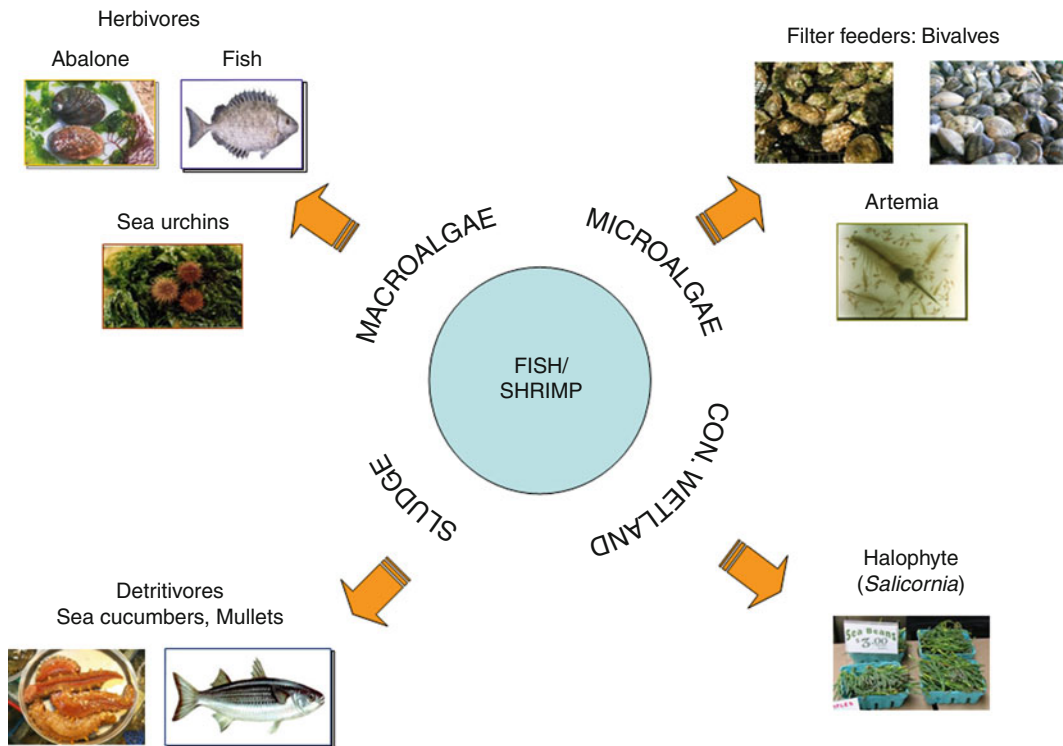 Herbivores
Abalone
Fish
Sea urchins
Filter feeders: Bivalves
Artemia
MACROALGAE
MICROALGAE
FISH/
SHRIMP
SLUDGE
CON. WETLAND
Detritivores
Sea cucumbers, Mullets
Halophyte
(Salicornia)
Sea Beans
$3.00